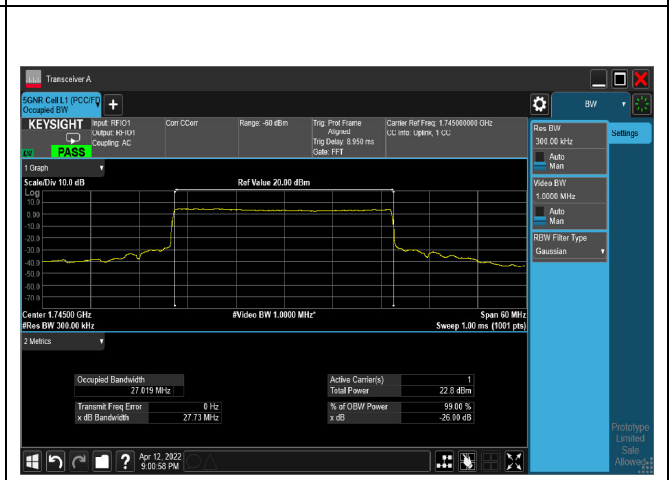 Transceiver A
5GNR Cell L1 (PCC/FD
Occupied BW
+
BW
KEYSIGHT
Input: RFIO1
Output: RFIO1
Coupling: AC
Corr CCorr
Range: -60 dBm
Trig: Prot Frame
Aligned
Trig Delay: 8.950 ms
Gate: FFT
Carrier Ref Freq: 1.745000000 GHz
CC Info: Uplink, 1 CC
PASS
Res BW
300.00 kHz
Auto
Man
Settings
Video BW
1.0000 MHz
Auto
Man
RBW Filter Type
Gaussian
1 Graph
Scale/Div 10.0 dB
Ref Value 20.00 dBm
Log
10.0
0.00
-10.0
-20.0
-30.0
-40.0
-50.0
-60.0
-70.0
Center 1.74500 GHz
#Video BW 1.0000 MHz*
Span 60 MHz
#Res BW 300.00 kHz
Sweep 1.00 ms (1001 pts)
2 Metrics
Occupied Bandwidth
27.019 MHz
Active Carrier(s) 1
Total Power 22.8 dBm
Transmit Freq Error 0 Hz
x dB Bandwidth 27.73 MHz
% of OBW Power 99.00 %
x dB -26.00 dB
Prototype
Limited
Sale
Allowed
?
Apr 12, 2022
9:00:58 PM